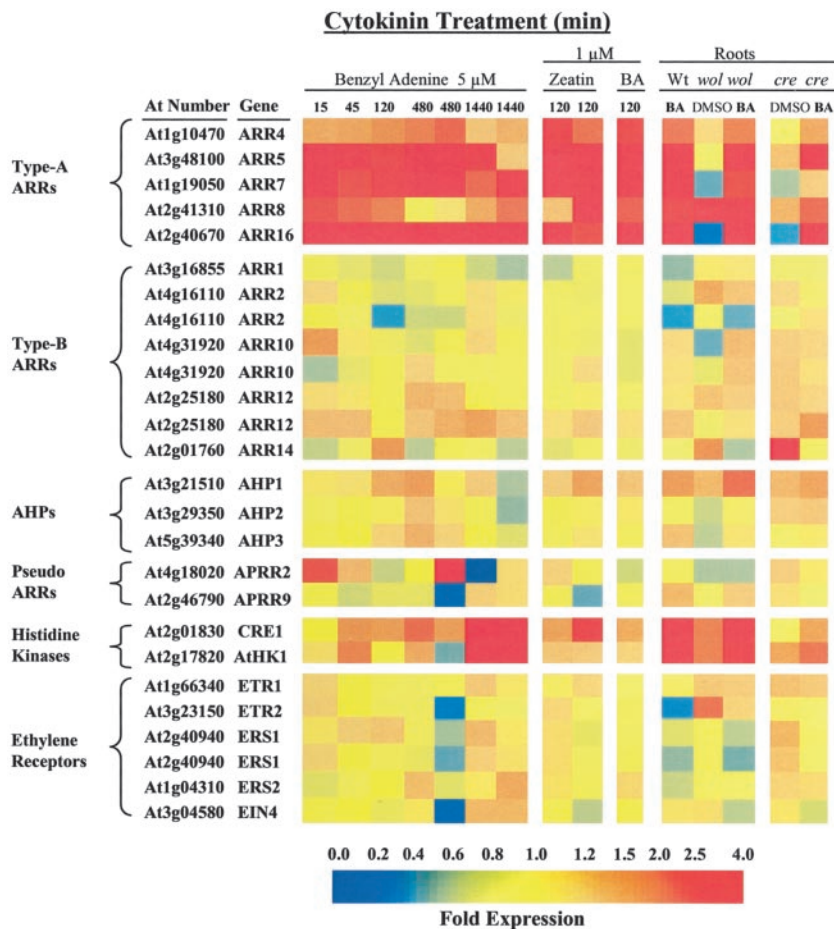 Cytokinin Treatment (min)
1 µM Roots
Benzyl Adenine 5 µM Zeatin BA Wt wol wol cre cre
At Number Gene 15 45 120 480 480 1440 1440 120 120 120 BA DMSO BA DMSO BA
Type-A ARRs
At1g10470 ARR4
At3g48100 ARR5
At1g19050 ARR7
At2g41310 ARR8
At2g40670 ARR16
Type-B ARRs
At3g16855 ARR1
At4g16110 ARR2
At4g16110 ARR2
At4g31920 ARR10
At4g31920 ARR10
At2g25180 ARR12
At2g25180 ARR12
At2g01760 ARR14
AHPs
At3g21510 AHP1
At3g29350 AHP2
At5g39340 AHP3
Pseudo ARRs
At4g18020 APRR2
At2g46790 APRR9
Histidine Kinases
At2g01830 CRE1
At2g17820 AtHK1
Ethylene Receptors
At1g66340 ETR1
At3g23150 ETR2
At2g40940 ERS1
At2g40940 ERS1
At1g04310 ERS2
At3g04580 EIN4
0.0 0.2 0.4 0.6 0.8 1.0 1.2 1.5 2.0 4.0
Fold Expression